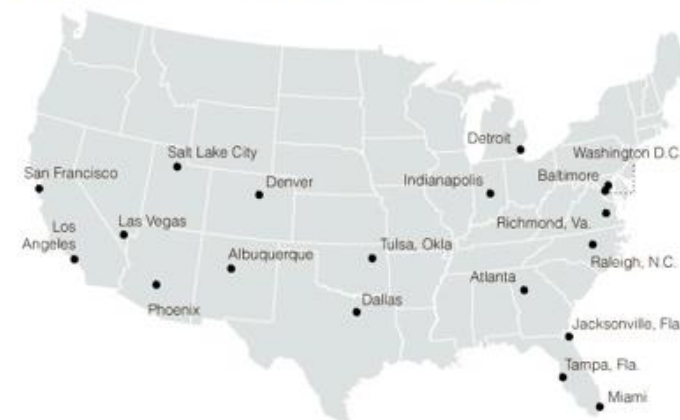 Detroit
Washington D.C
Salt Lake City
San Francisco
Denver
Indianapolis
Baltimore
Los
Angeles
Las Vegas
Richmond, Va.
Albuquerque
Tulsa, Okla
Raleigh, N.C.
Atlanta
Phoenix
Dallas
Jacksonville, Fla
Tampa, Fla.
Miami